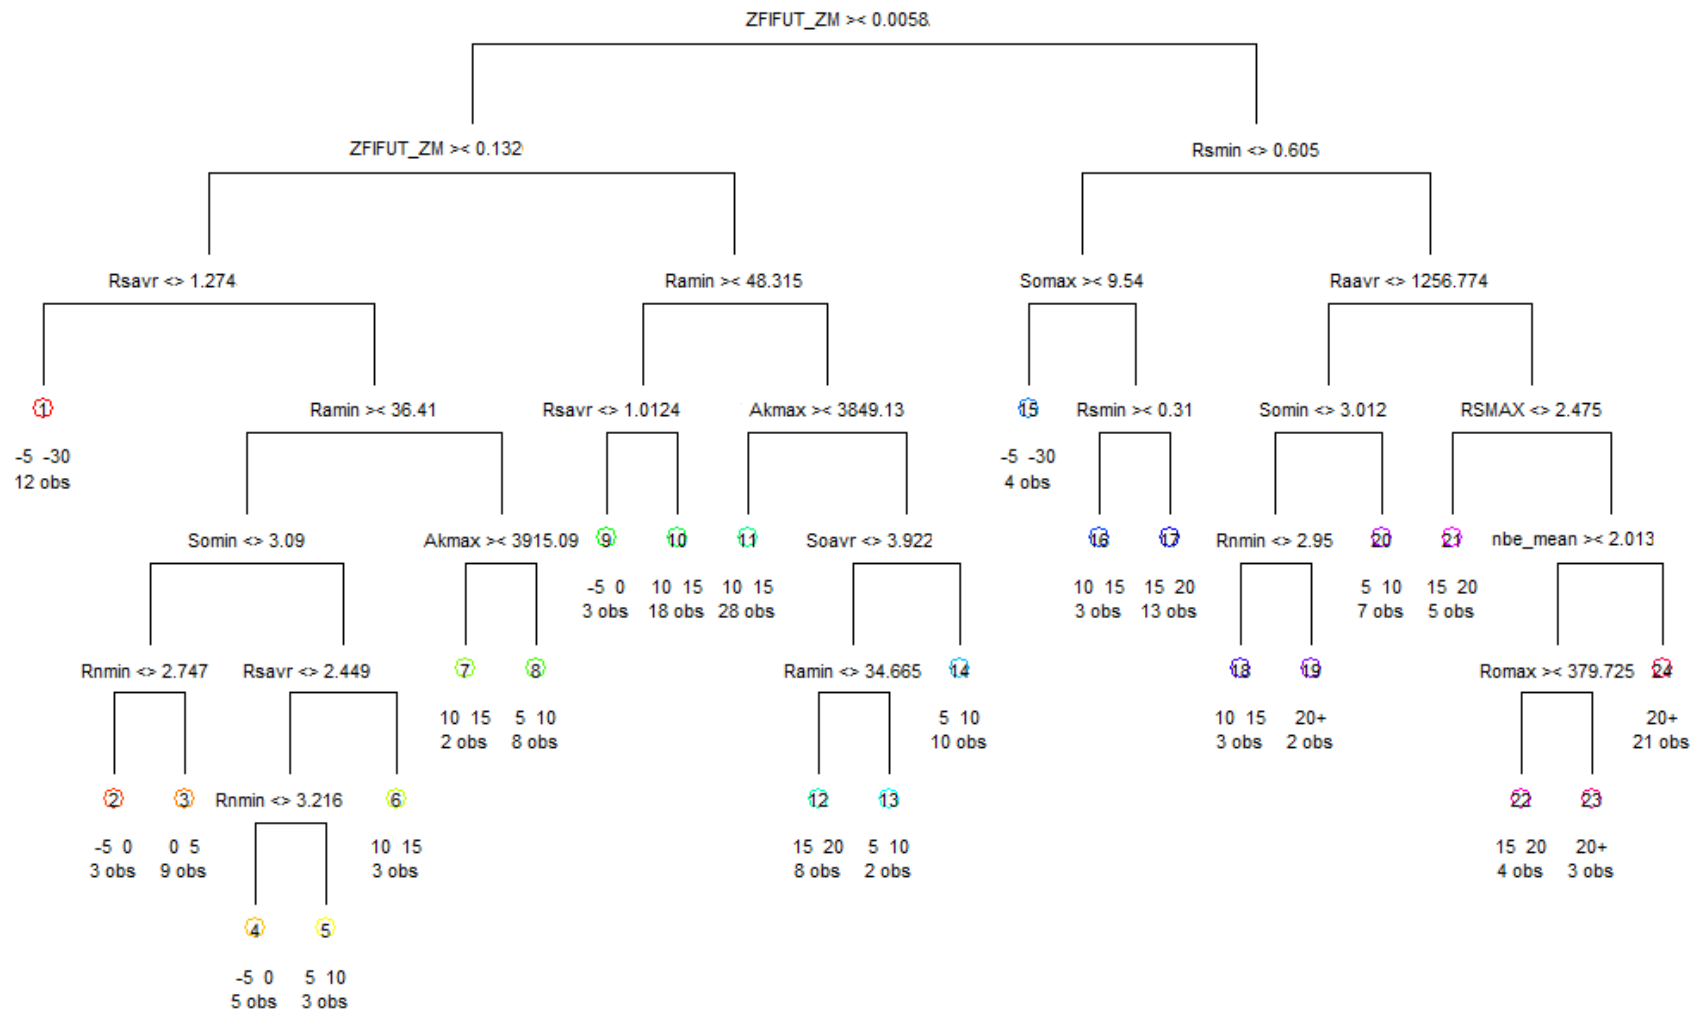 ZFIFUT_ZM >< 0.0058
ZFIFUT_ZM >< 0.132
Rsmin <> 0.605
Rsavr <> 1.274
Ramin >< 48.315
Somax >< 9.54
Raavr <> 1256.774
1
-5 -30
12 obs
Ramin >< 36.41
Rsavr <> 1.0124
Akmax >< 3849.13
15
-5 -30
4 obs
Rsmin >< 0.31
Somin <> 3.012
RSMAX <> 2.475
Somin <> 3.09
Akmax >< 3915.09
9
-5 0
3 obs
10
10 15
18 obs
11
10 15
28 obs
Soavr <> 3.922
16
10 15
3 obs
17
15 20
13 obs
Rnmin <> 2.95
20
5 10
7 obs
21
15 20
5 obs
nbe_mean >< 2.013
Rnmin <> 2.747
Rsavr <> 2.449
7
10 15
2 obs
8
5 10
8 obs
Ramin <> 34.665
14
5 10
10 obs
18
10 15
3 obs
19
20+
2 obs
Romax >< 379.725
24
20+
21 obs
2
-5 0
3 obs
3
0 5
9 obs
Rnmin <> 3.216
6
10 15
3 obs
12
15 20
8 obs
13
5 10
2 obs
22
15 20
4 obs
23
20+
3 obs
4
-5 0
5 obs
5
5 10
3 obs